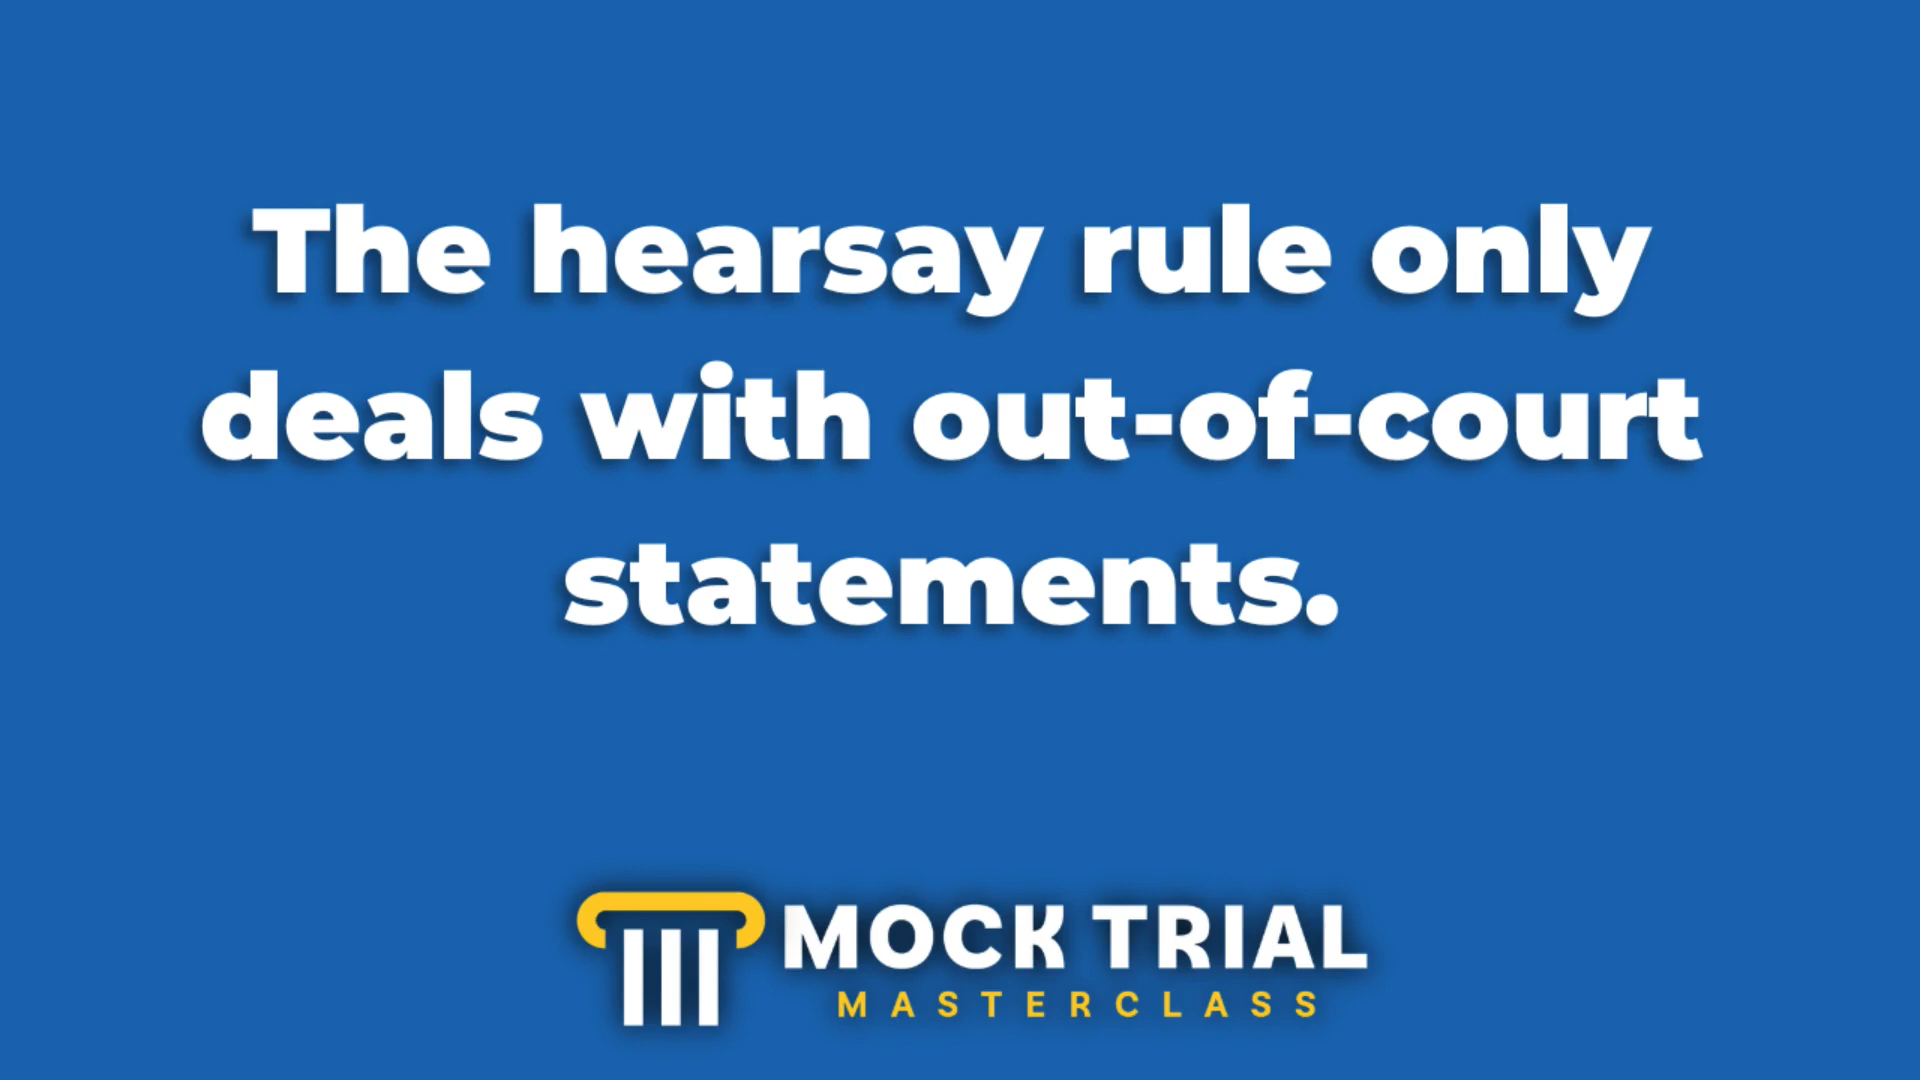 The hearsay rule only
deals with out-of-court
statements.
MOCK TRIAL
MASTERCLASS